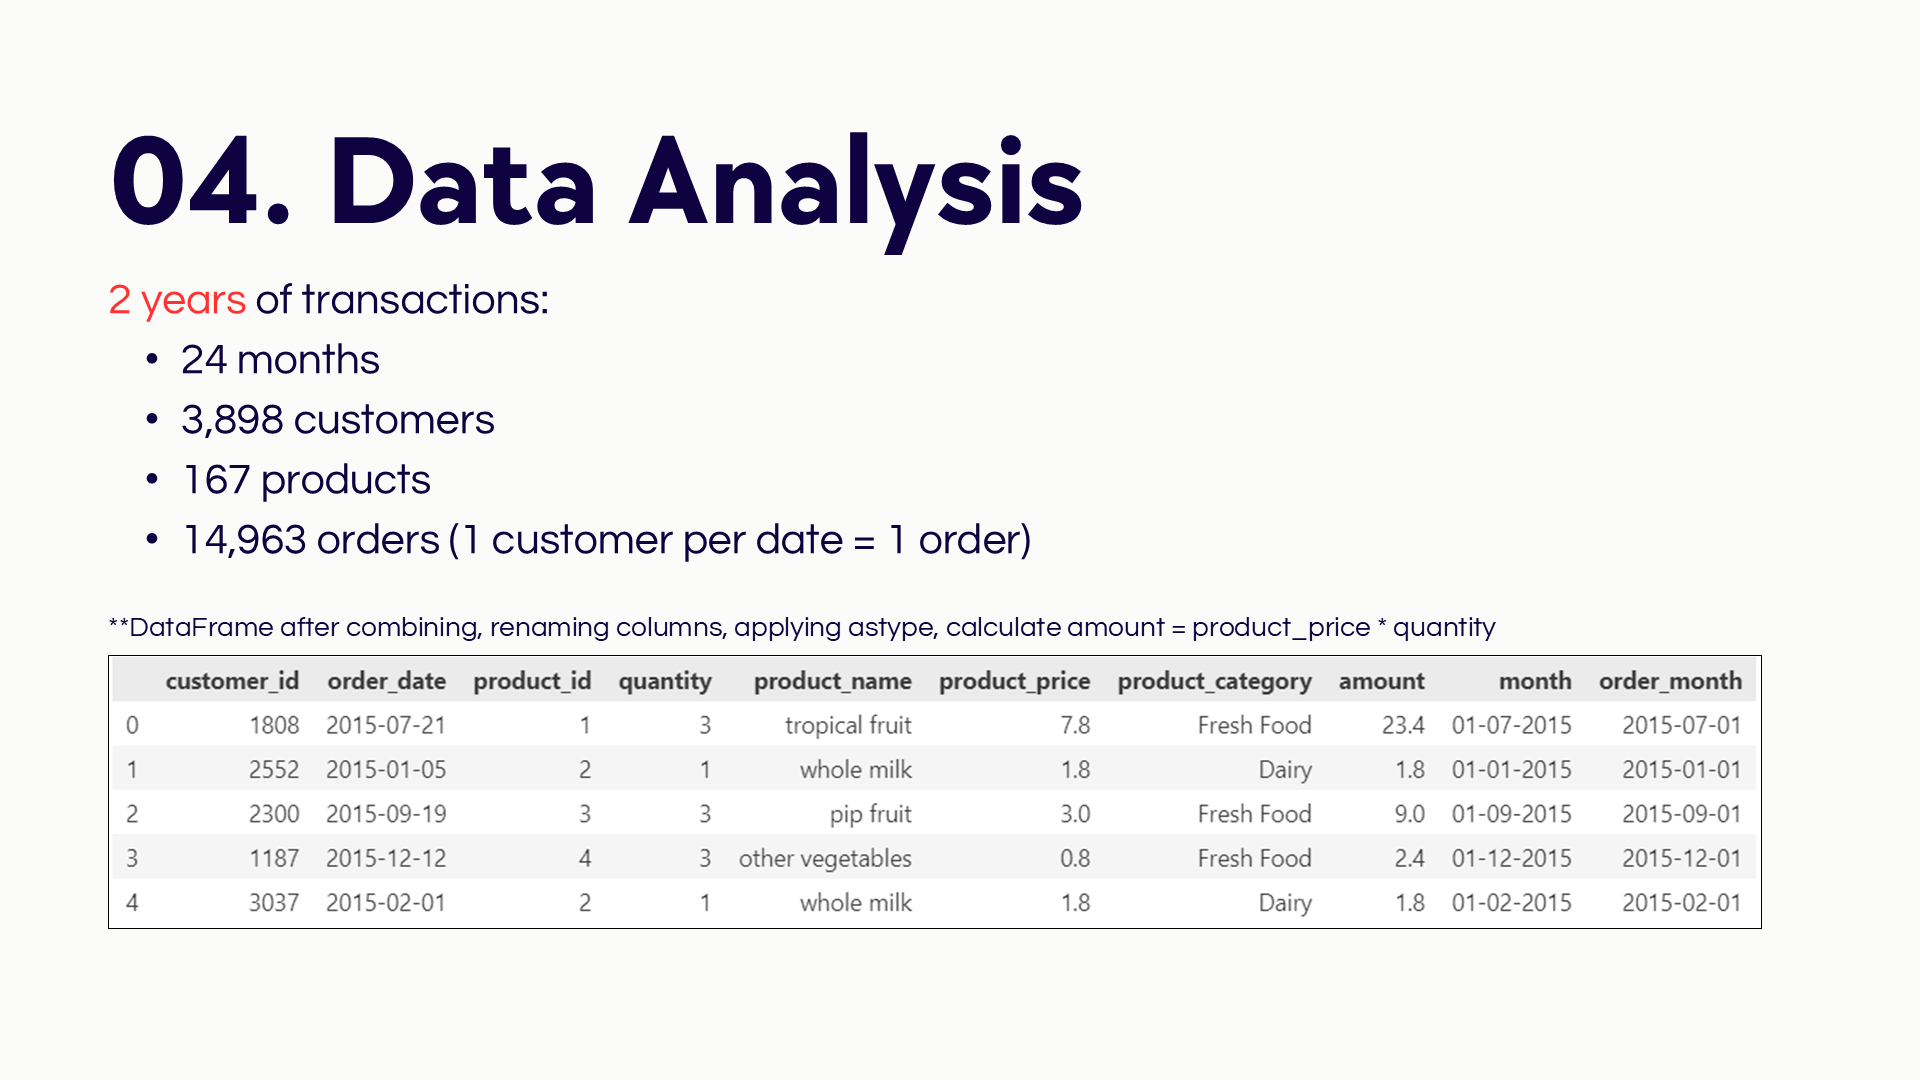 04. Data Analysis
2 years of transactions:
• 24 months
• 3,898 customers
• 167 products
• 14,963 orders (1 customer per date = 1 order)
**DataFrame after combining, renaming columns, applying astype, calculate amount = product_price * quantity
customer_id order_date product_id quantity product_name product_price product_category amount month order_month
0 1808 2015-07-21 1 3 tropical fruit 7.8 Fresh Food 23.4 01-07-2015 2015-07-01
1 2552 2015-01-05 2 1 whole milk 1.8 Dairy 1.8 01-01-2015 2015-01-01
2 2300 2015-09-19 3 3 pip fruit 3.0 Fresh Food 9.0 01-09-2015 2015-09-01
3 1187 2015-12-12 4 3 other vegetables 0.8 Fresh Food 2.4 01-12-2015 2015-12-01
4 3037 2015-02-01 2 1 whole milk 1.8 Dairy 1.8 01-02-2015 2015-02-01